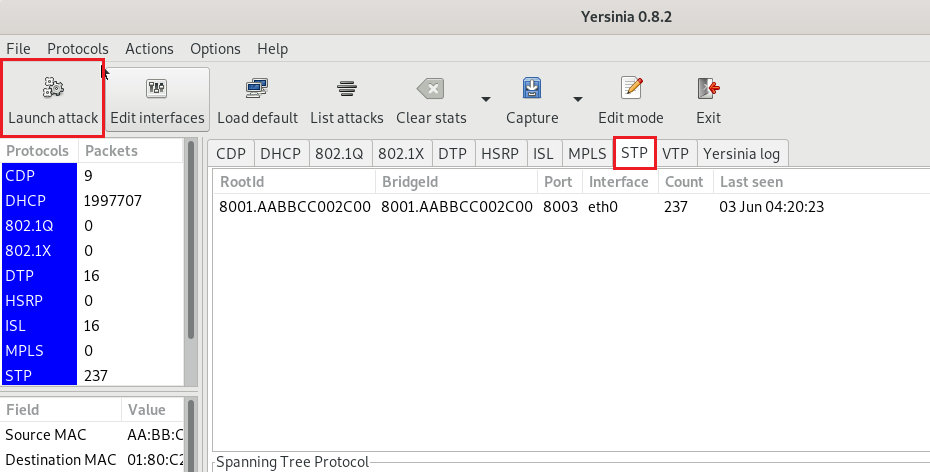 Yersinia 0.8.2
File Protocols Actions Options Help
Launch attack Edit interfaces Load default List attacks Clear stats Capture Edit mode Exit
Protocols Packets
CDP 9
DHCP 1997707
802.1Q 0
802.1X 0
DTP 16
HSRP 0
ISL 16
MPLS 0
STP 237
Field Value
Source MAC AA:BB:C
Destination MAC 01:80:C2
CDP DHCP 802.1Q 802.1X DTP HSRP ISL MPLS STP VTP Yersinia log
RootId BridgeId Port Interface Count Last seen
8001.AABBCC002C00 8001.AABBCC002C00 8003 eth0 237 03 Jun 04:20:23
Spanning Tree Protocol